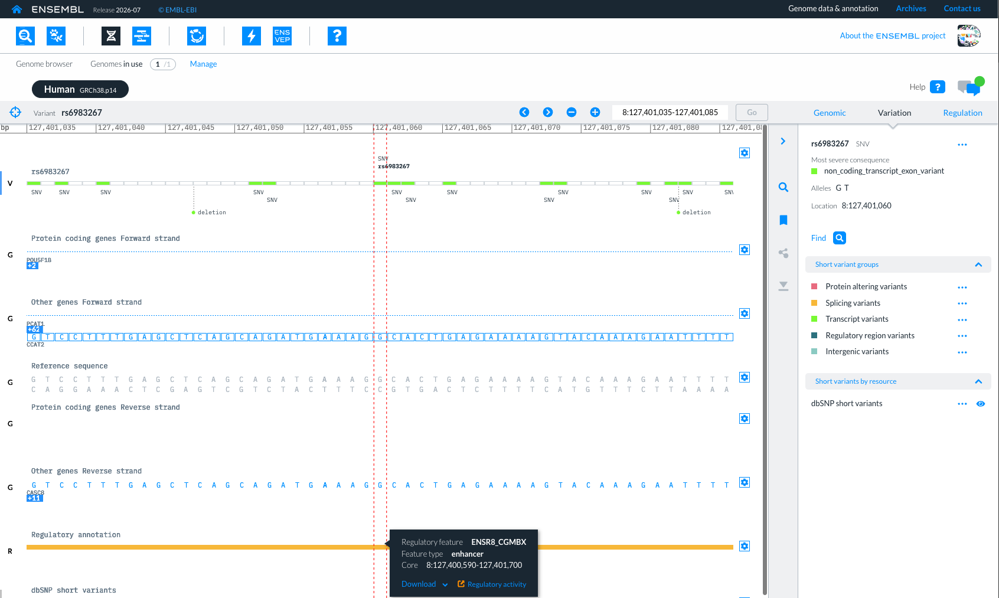 ENSEMBL Release 2026-07 © EMBL-EBI Genome data & annotation Archives Contact us
ENS VEP ? About the ENSEMBL project
Genome browser Genomes in use 1 /1 Manage
Human GRCh38.p14 Help ?
Variant rs6983267 8:127,401,035-127,401,085 Go Genomic Variation Regulation
bp 127,401,035 127,401,040 127,401,045 127,401,050 127,401,055 127,401,060 127,401,065 127,401,070 127,401,075 127,401,080
SNV
rs6983267
rs6983267
V
SNV SNV SNV SNV SNV SNV SNV SNV SNV
SNV SNV SNV SNV
deletion deletion
Protein coding genes Forward strand
G
POU5F1B
+2
Other genes Forward strand
G
PCAT1
+62
G T C C T T T G A G C T C A G C A G A T G A A A G G C A C T G A G A A A A G T A C A A A G A A T T T T
CCAT2
Reference sequence
G
G T C C T T T G A G C T C A G C A G A T G A A A G G C A C T G A G A A A A G T A C A A A G A A T T T T
C A G G A A A C T C G A G T C G T C T A C T T T C C G T G A C T C T T T T C A T G T T T C T T A A A A
Protein coding genes Reverse strand
G
Other genes Reverse strand
G
G T C C T T T G A G C T C A G C A G A T G A A A G G C A C T G A G A A A A G T A C A A A G A A T T T T
CASC8
+11
Regulatory annotation
R
Regulatory feature ENSR8_CGMBX
Feature type enhancer
Core 8:127,400,590-127,401,700
Download Regulatory activity
dbSNP short variants
rs6983267 SNV
Most severe consequence
non_coding_transcript_exon_variant
Alleles G T
Location 8:127,401,060
Find
Short variant groups
Protein altering variants
Splicing variants
Transcript variants
Regulatory region variants
Intergenic variants
Short variants by resource
dbSNP short variants